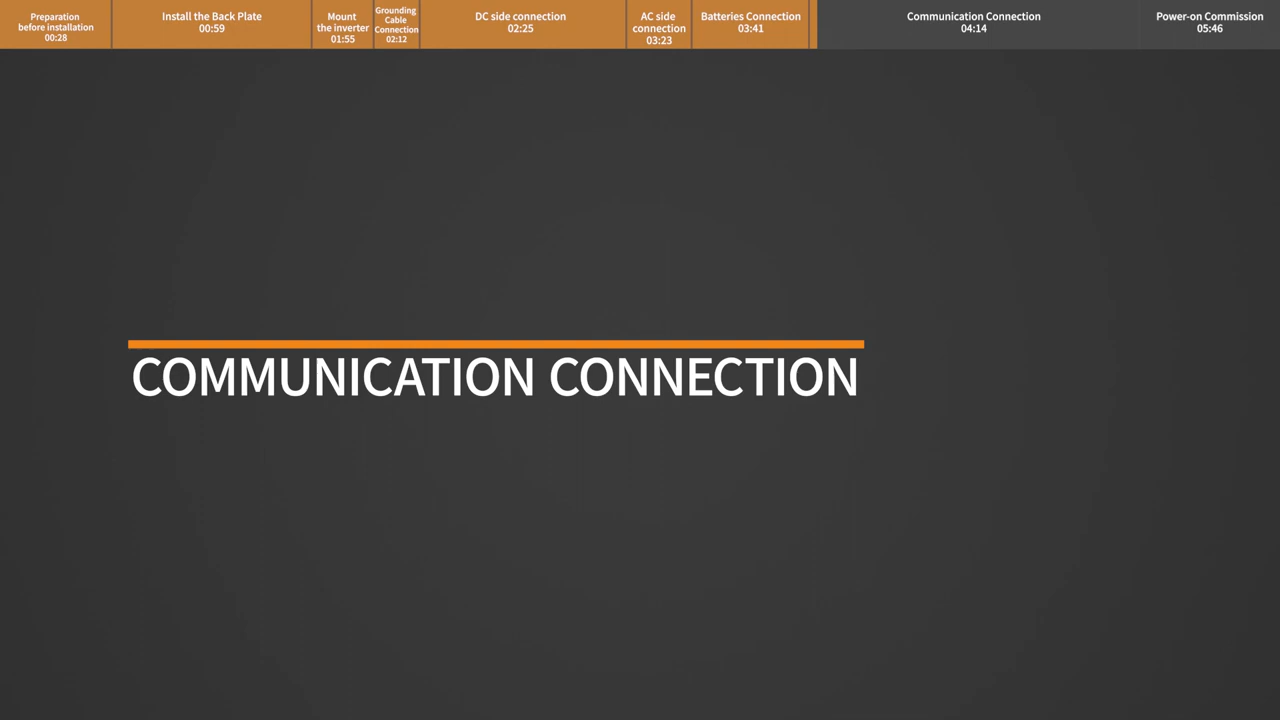 Preparation
before installation
00:28
Install the Back Plate
00:59
Mount
the inverter
01:55
Grounding
Cable
Connection
02:12
DC side connection
02:25
AC side
connection
03:23
Batteries Connection
03:41
Communication Connection
04:14
Power-on Commission
05:46
COMMUNICATION CONNECTION